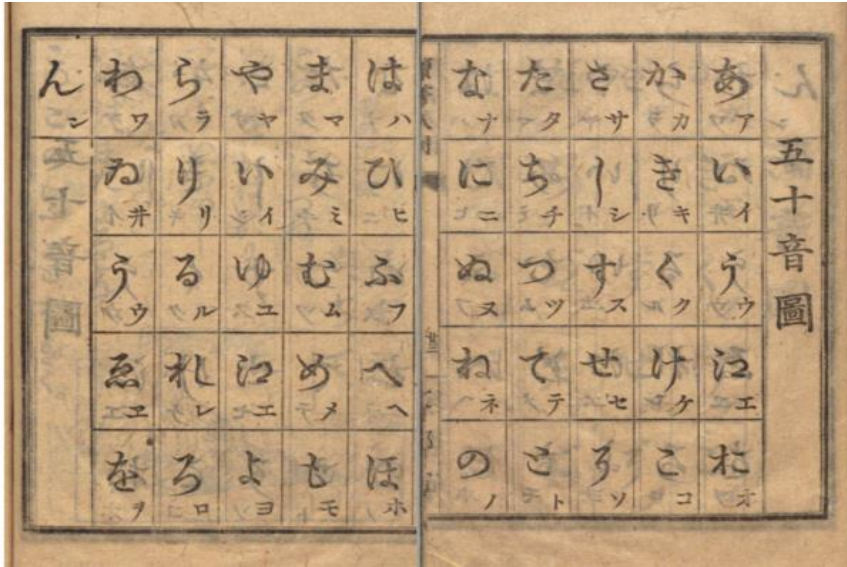 五十音圖
あア いイ うウ 江エ おオ
かカ きキ くク けケ こコ
さサ しシ すス せセ そソ
たタ ちチ つツ てテ とト
なナ にニ ぬヌ ねネ のノ
はハ ひヒ ふフ へヘ ほホ
まマ みミ むム めメ もモ
やヤ いイ ゆユ 江エ よヨ
らラ りリ るル れレ ろロ
わワ ゐ井 うウ ゑヱ をヲ
んン